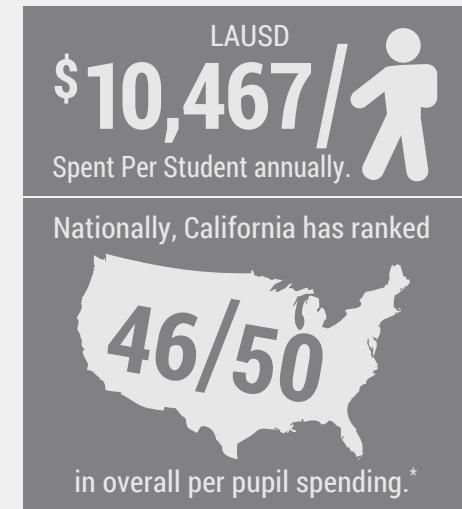 LAUSD
$10,467/
Spent Per Student annually.
Nationally, California has ranked
46/50
in overall per pupil spending.*